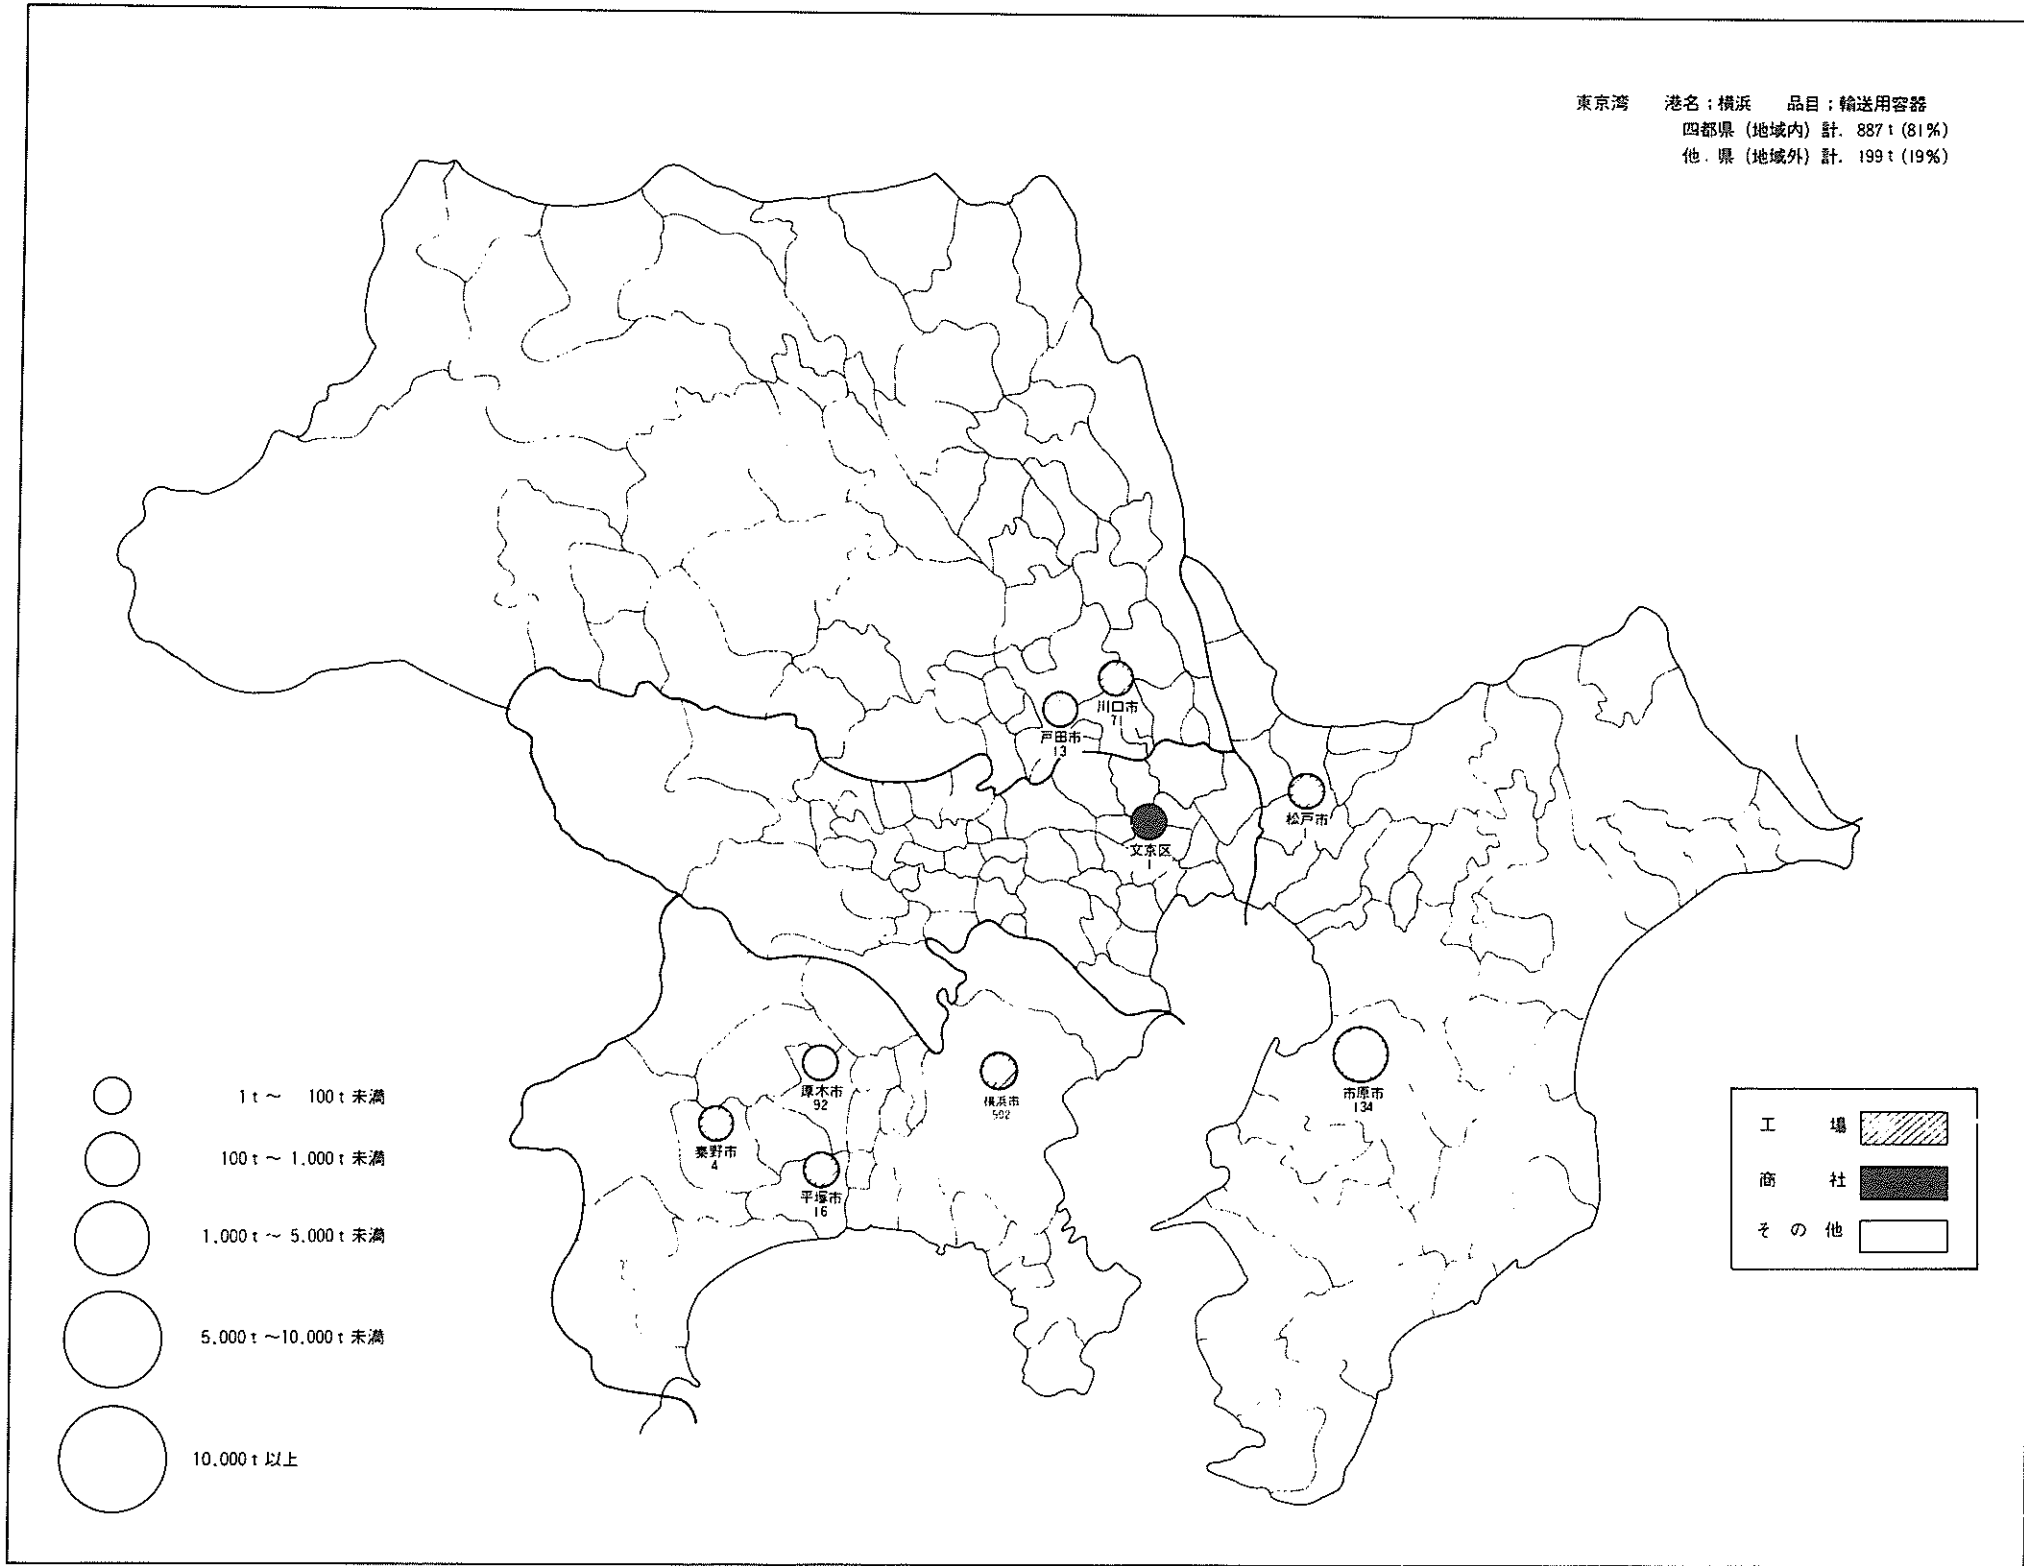 東京湾 港名；横浜 品目；輸送用容器
四都県（地域内）計. 887t (81%)
他.県（地域外）計. 199t (19%)
川口市
71
戸田市
13
松戸市
1
文京区
1
厚木市
92
横浜市
市原市
134
秦野市
4
平塚市
16
1t～ 100t未満
100t～ 1.000t未満
1.000t～ 5.000t未満
5.000t～10.000t未満
10.000t以上
工場
商社
その他